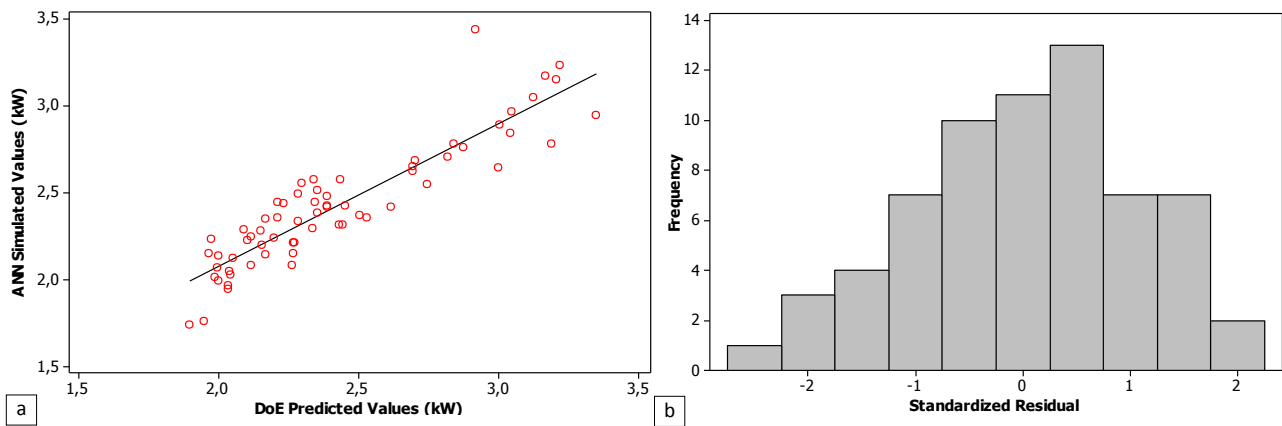 3,5
3,0
2,5
2,0
1,5
ANN Simulated Values (kW)
1,5 2,0 2,5 3,0 3,5
DoE Predicted Values (kW)
a
14
12
10
8
6
4
2
0
Frequency
-2 -1 0 1 2
Standardized Residual
b